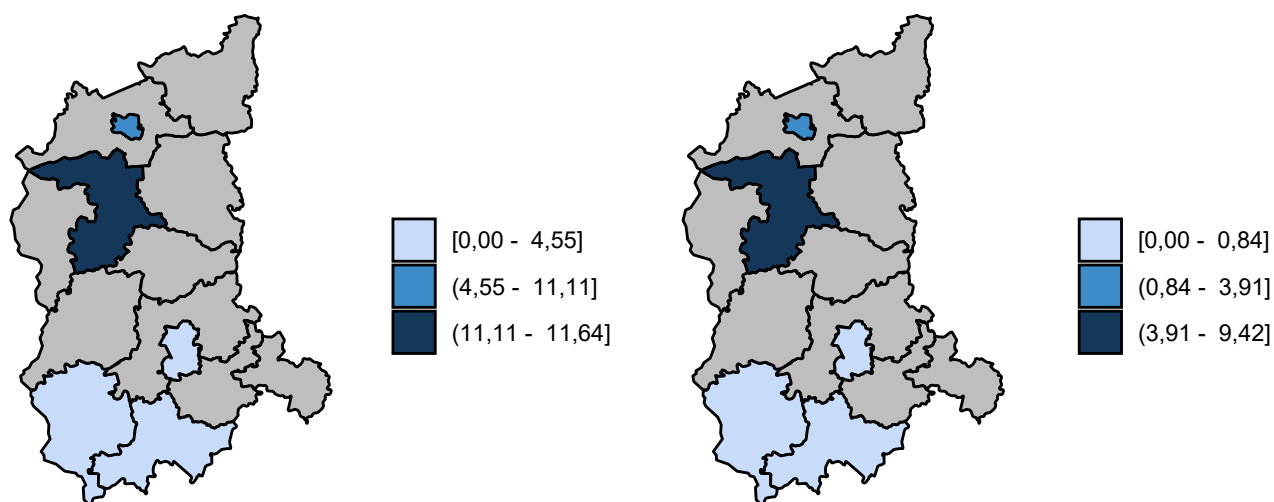 [0,00 - 4,55]
(4,55 - 11,11]
(11,11 - 11,64]
[0,00 - 0,84]
(0,84 - 3,91]
(3,91 - 9,42]